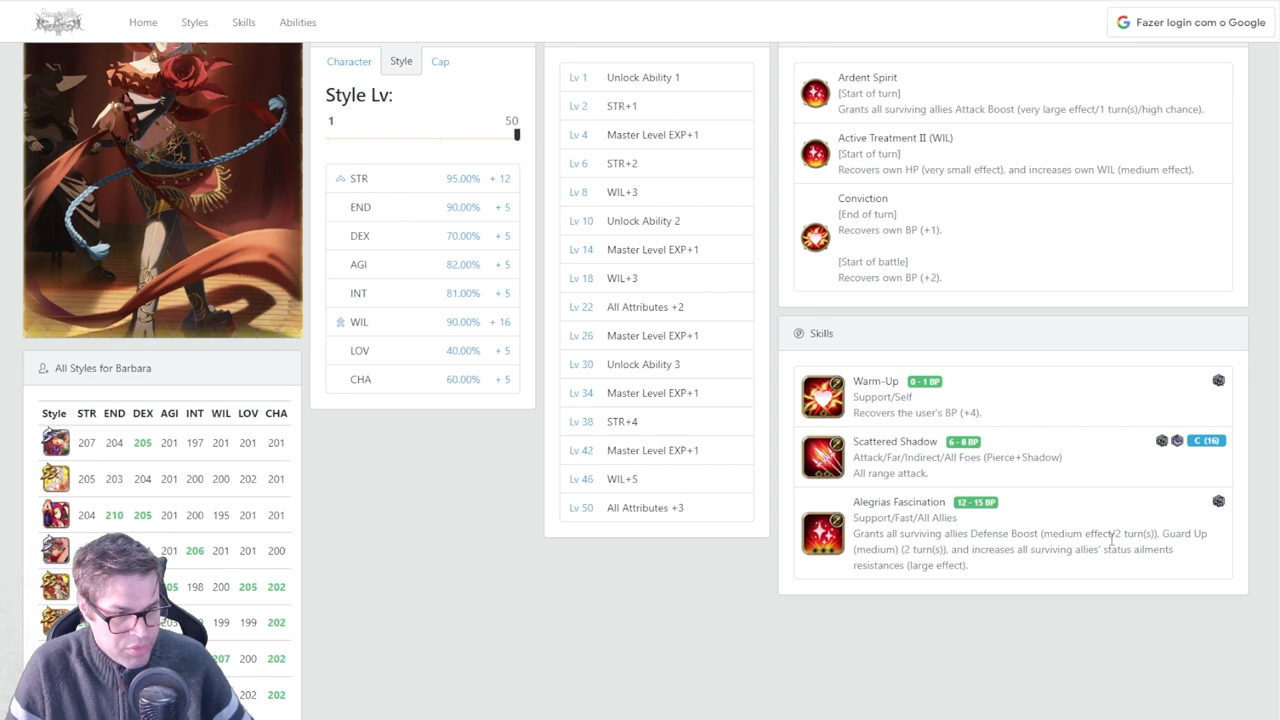 Home
Styles
Skills
Abilities
Fazer login com o Google
Character
Style
Cap
Style Lv:
1
50
STR 95.00% + 12
END 90.00% + 5
DEX 70.00% + 5
AGI 82.00% + 5
INT 81.00% + 5
WIL 90.00% + 16
LOV 40.00% + 5
CHA 60.00% + 5
Lv 1 Unlock Ability 1
Lv 2 STR+1
Lv 4 Master Level EXP+1
Lv 6 STR+2
Lv 8 WIL+3
Lv 10 Unlock Ability 2
Lv 14 Master Level EXP+1
Lv 18 WIL+3
Lv 22 All Attributes +2
Lv 26 Master Level EXP+1
Lv 30 Unlock Ability 3
Lv 34 Master Level EXP+1
Lv 38 STR+4
Lv 42 Master Level EXP+1
Lv 46 WIL+5
Lv 50 All Attributes +3
Ardent Spirit
[Start of turn]
Grants all surviving allies Attack Boost (very large effect/1 turn(s)/high chance).
Active Treatment II (WIL)
[Start of turn]
Recovers own HP (very small effect), and increases own WIL (medium effect).
Conviction
[End of turn]
Recovers own BP (+1).
[Start of battle]
Recovers own BP (+2).
Skills
Warm-Up 0 - 1 BP
Support/Self
Recovers the user's BP (+4).
Scattered Shadow 6 - 8 BP C (16)
Attack/Far/Indirect/All Foes (Pierce+Shadow)
All range attack.
Alegrias Fascination 12 - 15 BP
Support/Fast/All Allies
Grants all surviving allies Defense Boost (medium effect/2 turn(s)), Guard Up
(medium) (2 turn(s)), and increases all surviving allies' status ailments
resistances (large effect).
All Styles for Barbara
Style STR END DEX AGI INT WIL LOV CHA
207 204 205 201 197 201 201 201
205 203 204 201 200 200 202 201
204 210 205 201 200 195 201 201
201 206 201 201 200
198 200 205 202
199 199 202
200 202
202 202